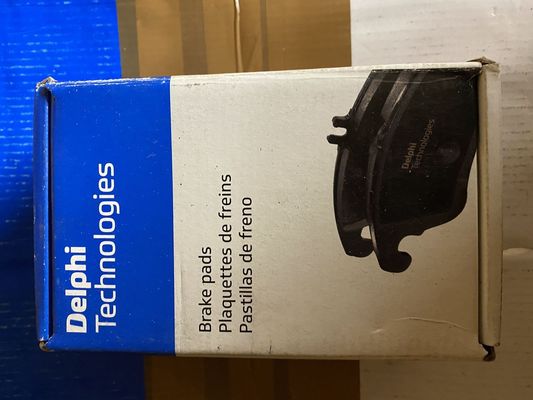 Delphi
Technologies
Brake pads
Plaquettes de freins
Pastillas de freno
Delphi
Technologies